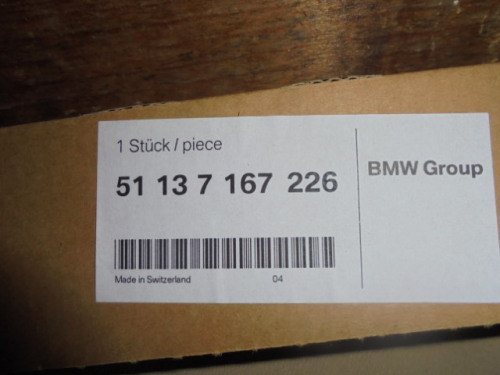 1 Stück / piece
51 13 7 167 226
BMW Group
Made in Switzerland 04